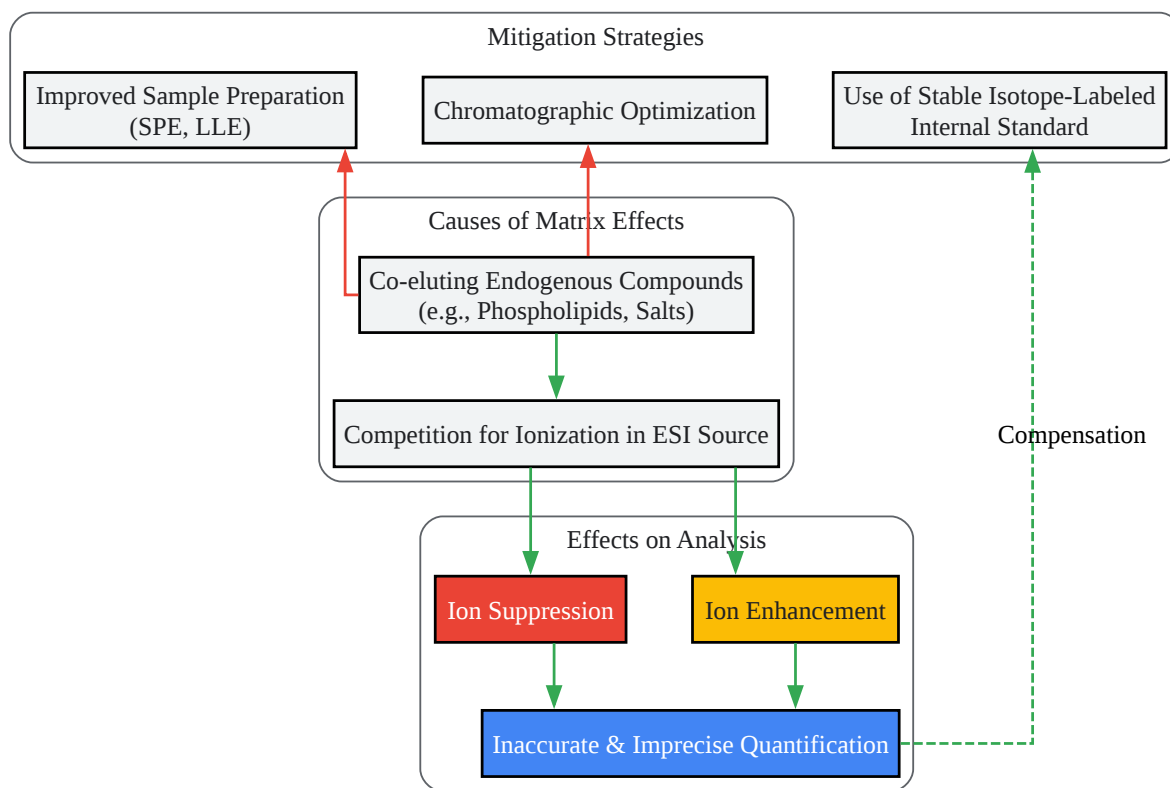 Mitigation Strategies
Improved Sample Preparation
(SPE, LLE)
Chromatographic Optimization
Use of Stable Isotope-Labeled
Internal Standard
Causes of Matrix Effects
Co-eluting Endogenous Compounds
(e.g., Phospholipids, Salts)
Competition for Ionization in ESI Source
Compensation
Effects on Analysis
Ion Suppression
Ion Enhancement
Inaccurate & Imprecise Quantification